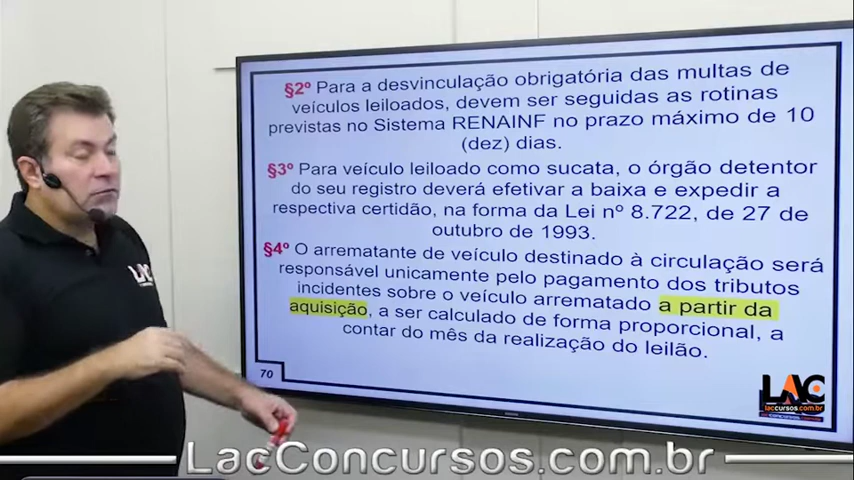 §2º Para a desvinculação obrigatória das multas de
veículos leiloados, devem ser seguidas as rotinas
previstas no Sistema RENAINF no prazo máximo de 10
(dez) dias.
§3º Para veículo leiloado como sucata, o órgão detentor
do seu registro deverá efetivar a baixa e expedir a
respectiva certidão, na forma da Lei nº 8.722, de 27 de
outubro de 1993.
§4º O arrematante de veículo destinado à circulação será
responsável unicamente pelo pagamento dos tributos
incidentes sobre o veículo arrematado a partir da
aquisição, a ser calculado de forma proporcional, a
contar do mês da realização do leilão.
70
LAC
laccursos.com.br
LAC
LacConcursos.com.br